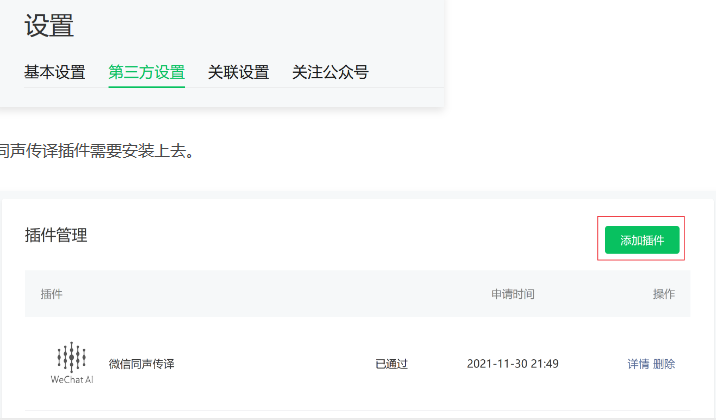 设置
基本设置 第三方设置 关联设置 关注公众号
同声传译插件需要安装上去。
插件管理 添加插件
插件 申请时间 操作
WeChat AI 微信同声传译 已通过 2021-11-30 21:49 详情 删除